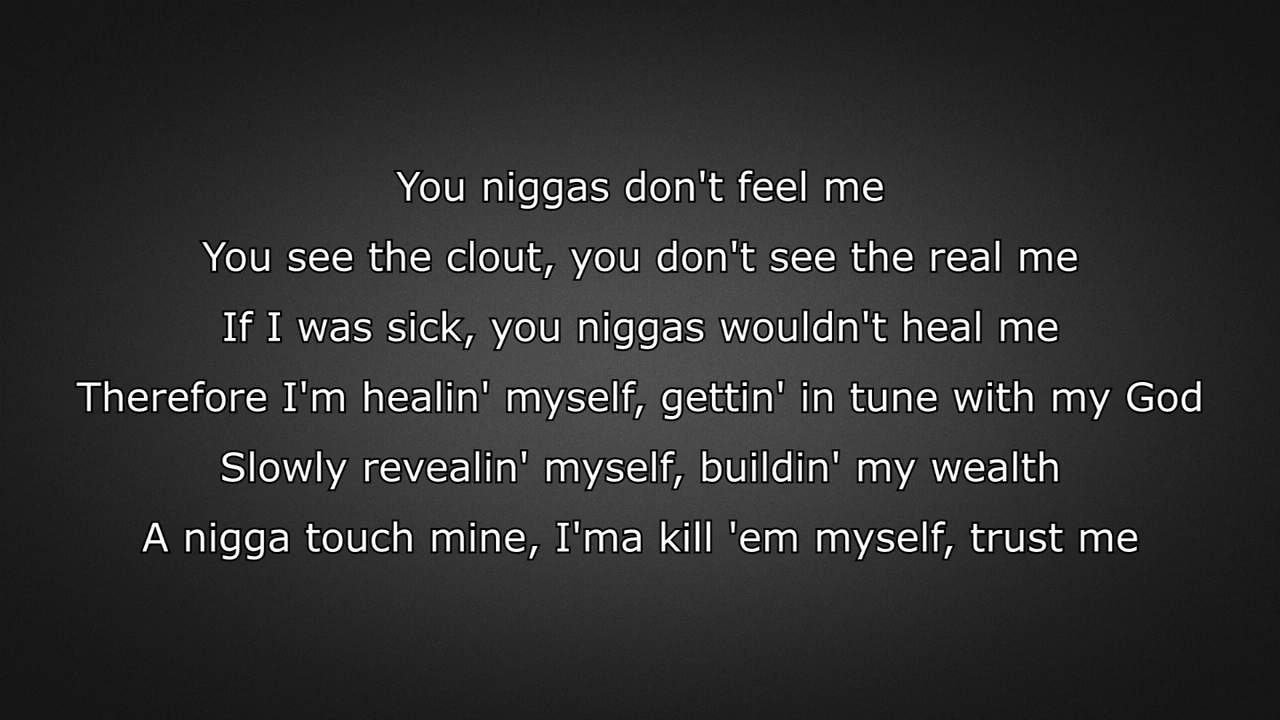 You niggas don't feel me
You see the clout, you don't see the real me
If I was sick, you niggas wouldn't heal me
Therefore I'm healin' myself, gettin' in tune with my God
Slowly revealin' myself, buildin' my wealth
A nigga touch mine, I'ma kill 'em myself, trust me